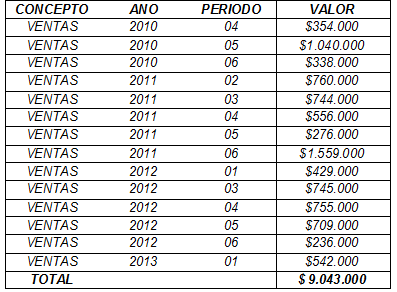 CONCEPTO AÑO PERIODO VALOR
VENTAS 2010 04 $354.000
VENTAS 2010 05 $1.040.000
VENTAS 2010 06 $338.000
VENTAS 2011 02 $760.000
VENTAS 2011 03 $744.000
VENTAS 2011 04 $556.000
VENTAS 2011 05 $276.000
VENTAS 2011 06 $1.559.000
VENTAS 2012 01 $429.000
VENTAS 2012 03 $745.000
VENTAS 2012 04 $755.000
VENTAS 2012 05 $709.000
VENTAS 2012 06 $236.000
VENTAS 2013 01 $542.000
TOTAL $ 9.043.000